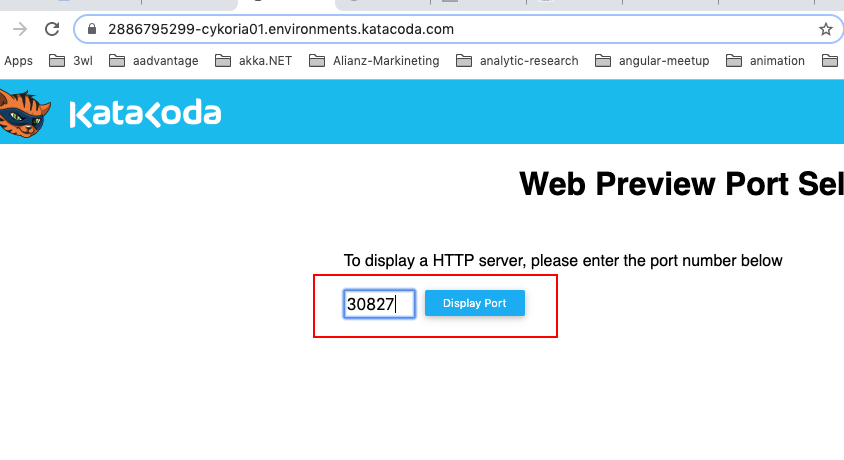 2886795299-cykoria01.environments.katacoda.com
Apps 3wl aadvantage akka.NET Alianz-Markineting analytic-research angular-meetup animation
KataKoda
Web Preview Port Sel
To display a HTTP server, please enter the port number below
30827 Display Port